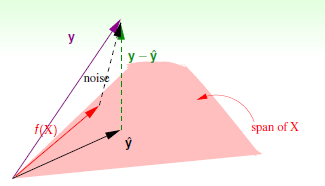 y
y − ŷ
noise
f(X)
span of X
ŷ